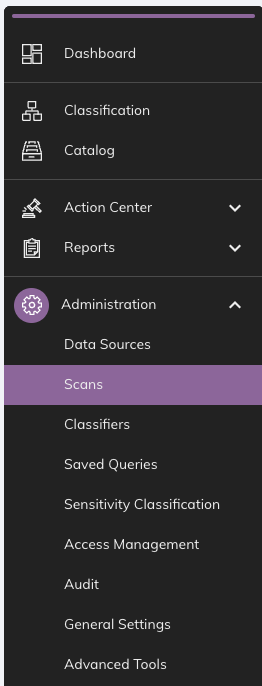 Dashboard
Classification
Catalog
Action Center
Reports
Administration
Data Sources
Scans
Classifiers
Saved Queries
Sensitivity Classification
Access Management
Audit
General Settings
Advanced Tools